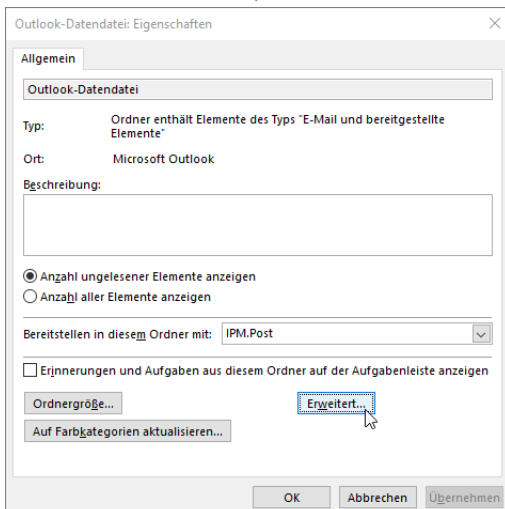 Outlook-Datendatei: Eigenschaften
Allgemein
Outlook-Datendatei
Typ: Ordner enthält Elemente des Typs "E-Mail und bereitgestellte
Elemente"
Ort: Microsoft Outlook
Beschreibung:
Anzahl ungelesener Elemente anzeigen
Anzahl aller Elemente anzeigen
Bereitstellen in diesem Ordner mit: IPM.Post
Erinnerungen und Aufgaben aus diesem Ordner auf der Aufgabenleiste anzeigen
Ordnergröße... Erweitert...
Auf Farbkategorien aktualisieren...
OK Abbrechen Übernehmen